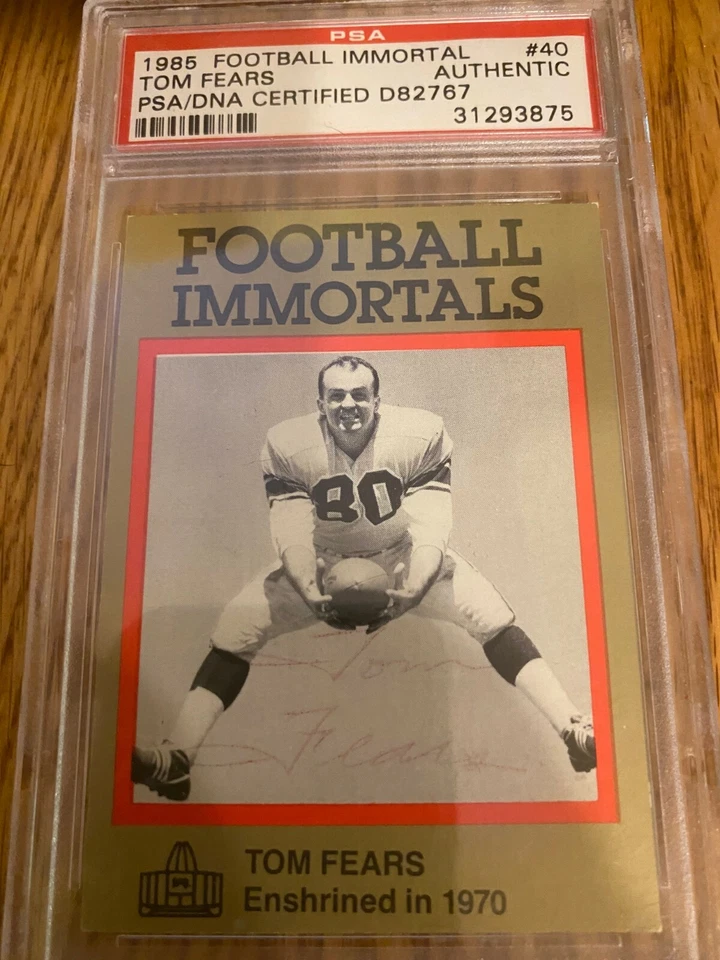 PSA
1985 FOOTBALL IMMORTAL #40
TOM FEARS AUTHENTIC
PSA/DNA CERTIFIED D82767
31293875
FOOTBALL
IMMORTALS
80
Tom
Fears
TOM FEARS
Enshrined in 1970